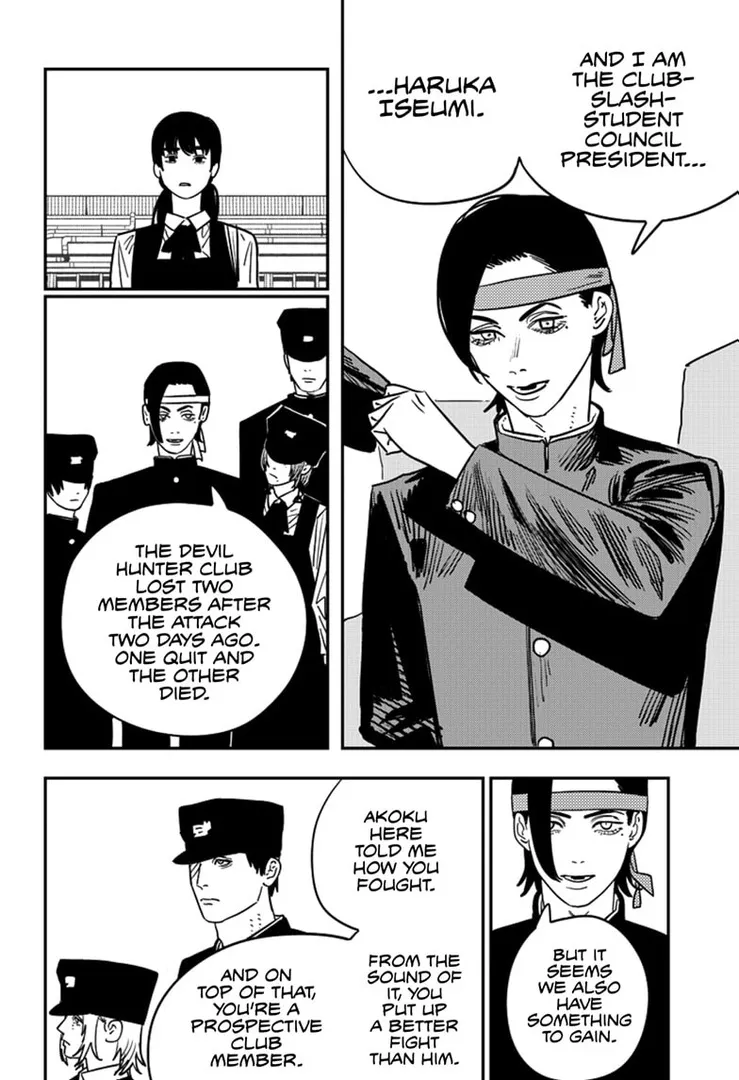 AND I AM
THE CLUB-
SLASH-
STUDENT
COUNCIL
PRESIDENT...
...HARUKA
ISEUMI.
THE DEVIL
HUNTER CLUB
LOST TWO
MEMBERS AFTER
THE ATTACK
TWO DAYS AGO.
ONE QUIT AND
THE OTHER
DIED.
BUT IT
SEEMS
WE ALSO
HAVE
SOMETHING
TO GAIN.
AKOKU
HERE
TOLD ME
HOW YOU
FOUGHT.
FROM THE
SOUND OF
IT, YOU
PUT UP
A BETTER
FIGHT
THAN HIM.
AND ON
TOP OF THAT,
YOU'RE A
PROSPECTIVE
CLUB
MEMBER.